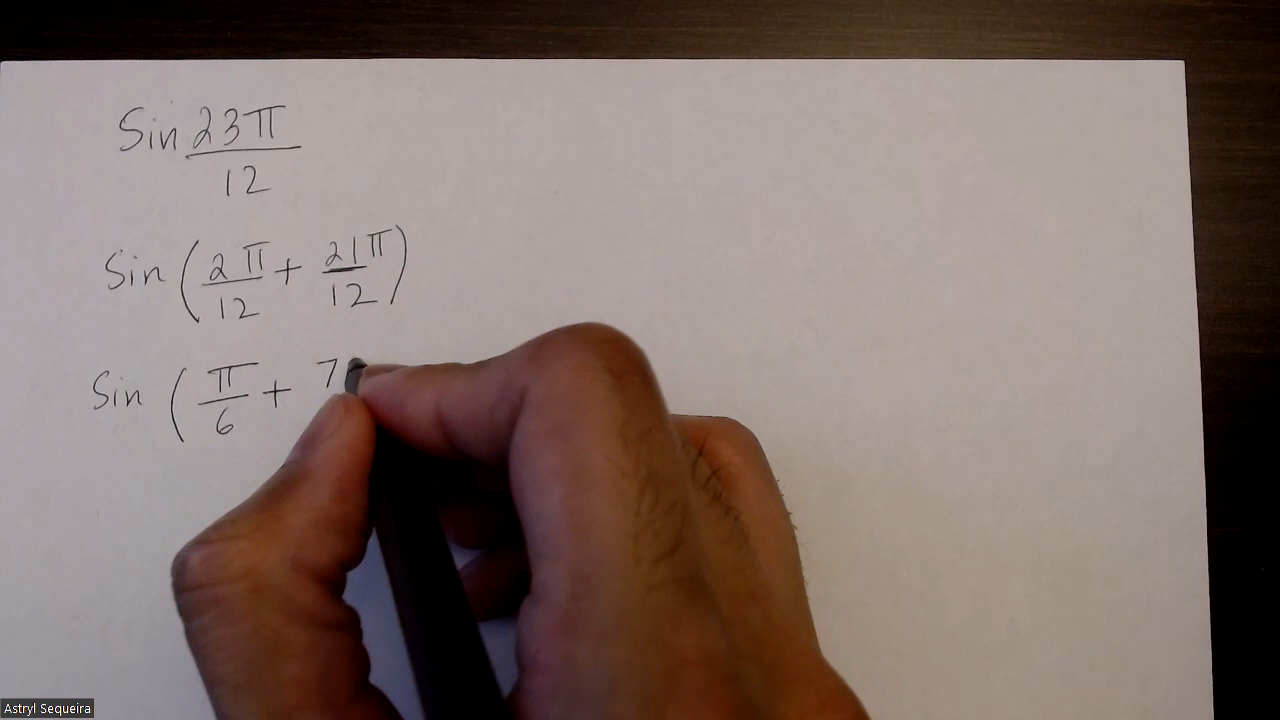 Sin 23π/12
Sin (2π/12 + 21π/12)
Sin (π/6 + 7
Astryl Sequeira